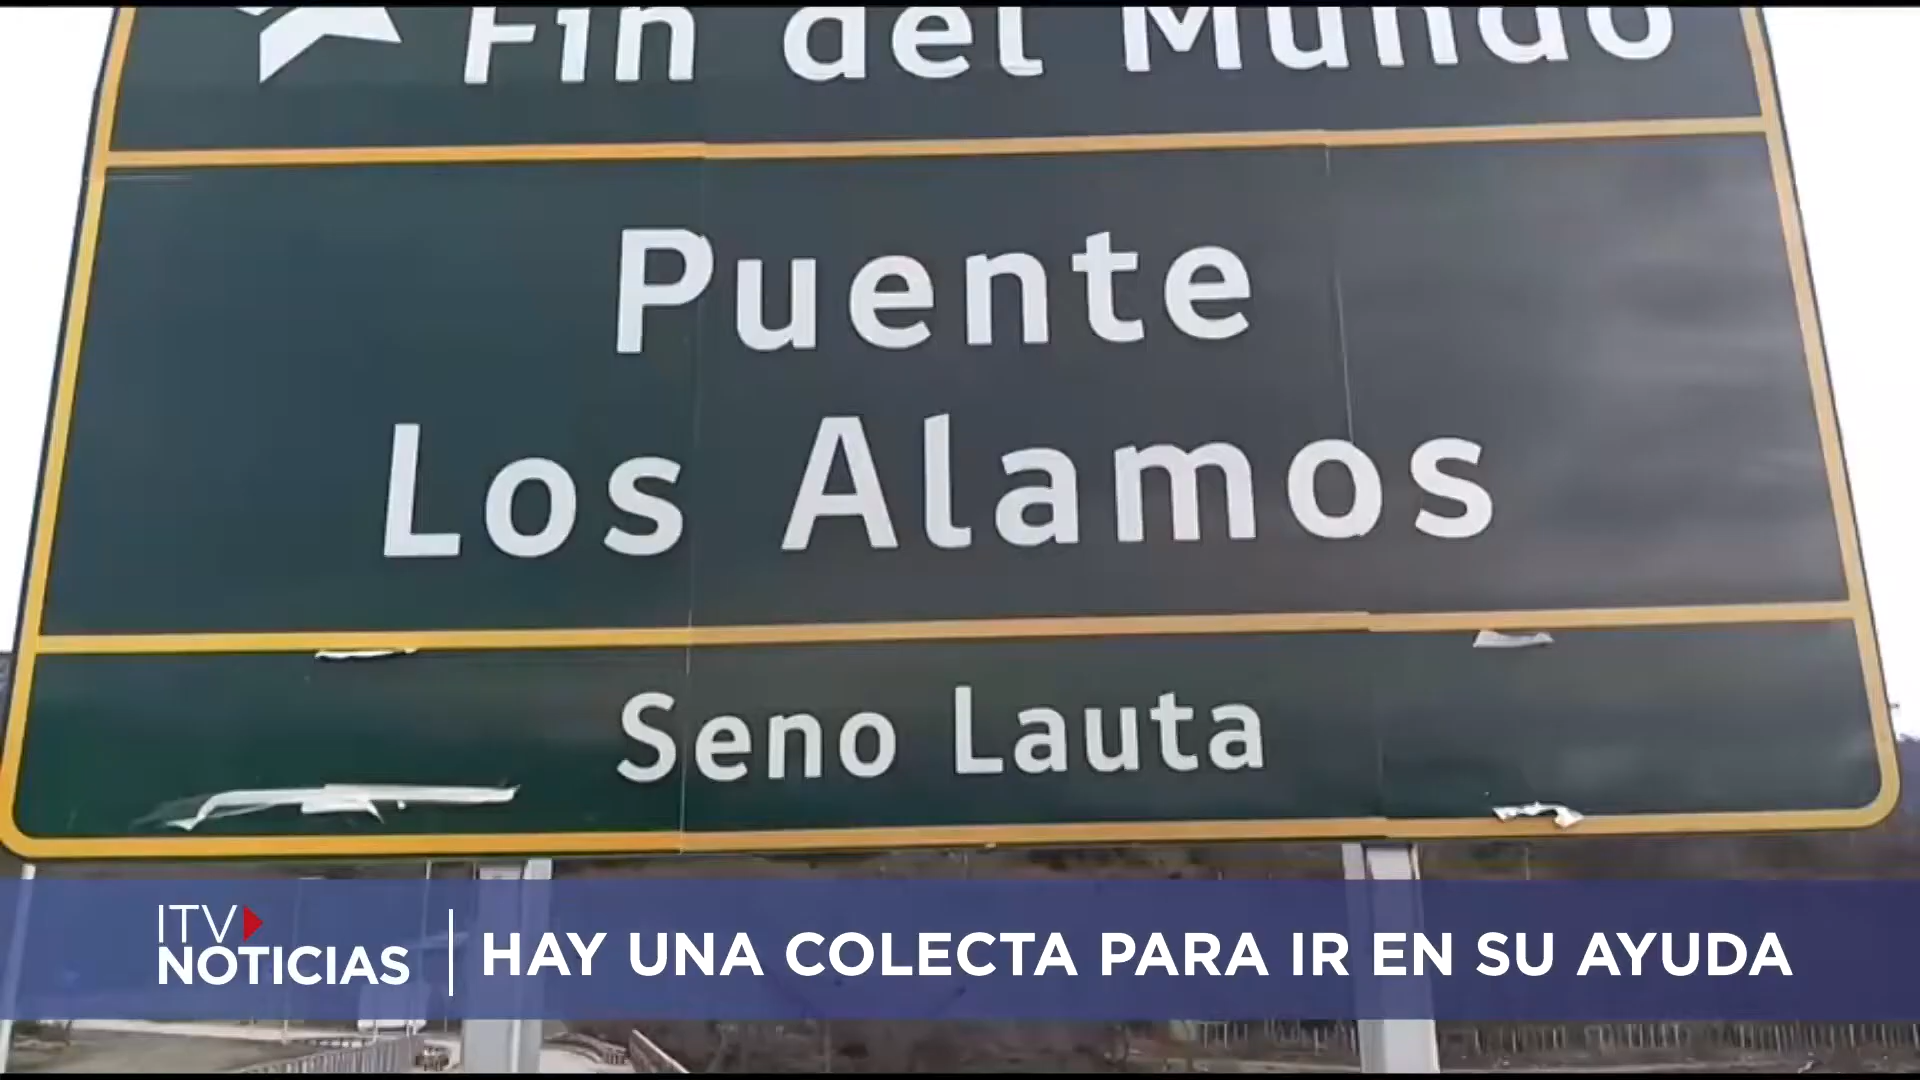 Fin del Mundo
Puente
Los Alamos
Seno Lauta
ITV
NOTICIAS
HAY UNA COLECTA PARA IR EN SU AYUDA